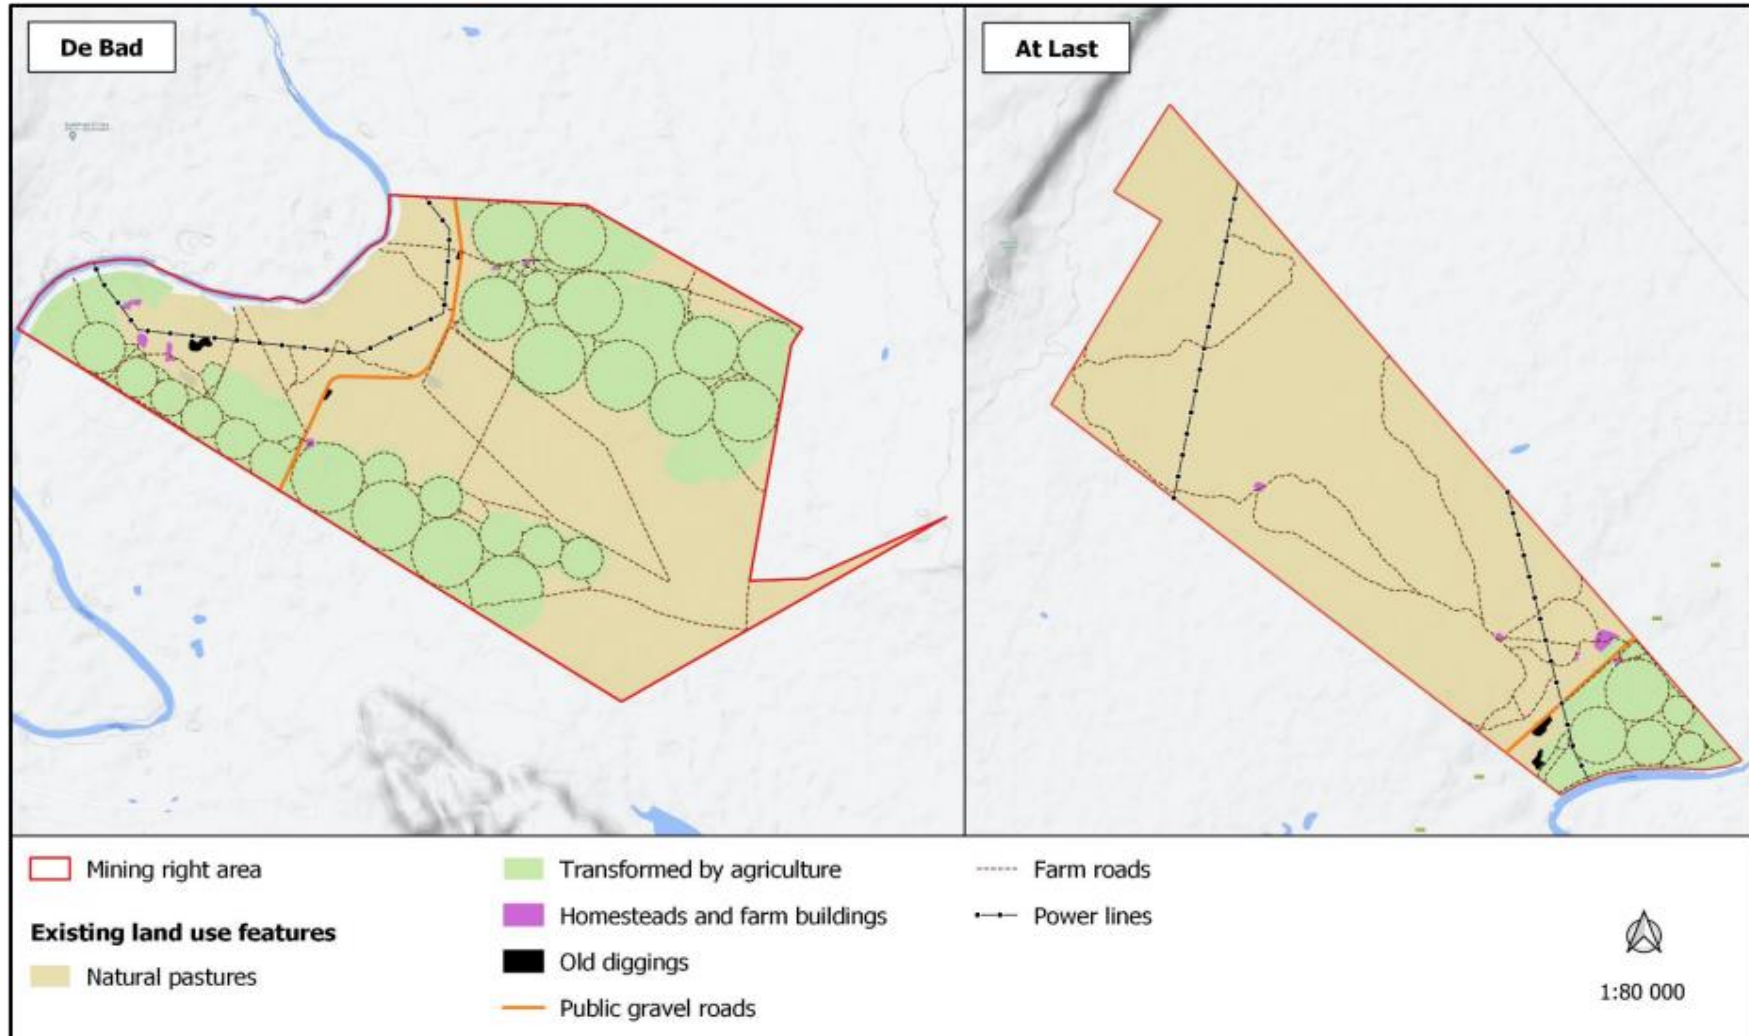 De Bad
At Last
Mining right area
Existing land use features
Natural pastures
Transformed by agriculture
Homesteads and farm buildings
Old diggings
Public gravel roads
Farm roads
Power lines
1:80 000